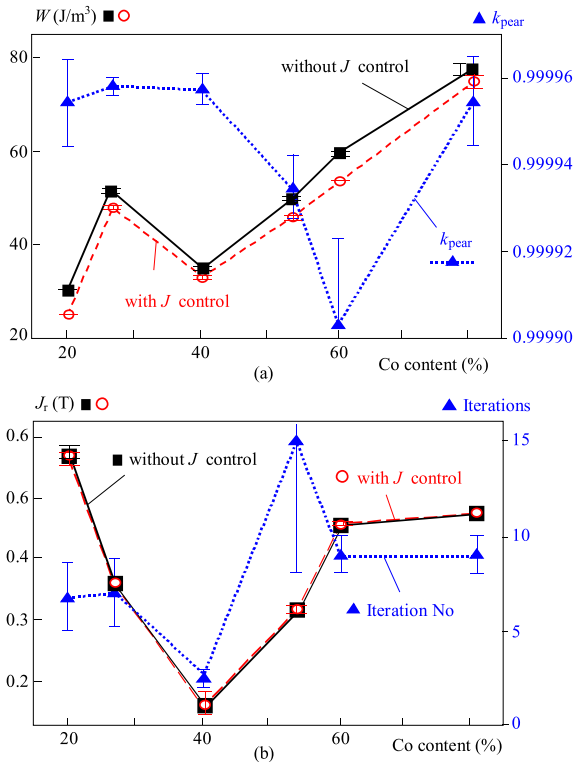 W (J/m³) k_pear
80
60
40
20
without J control
with J control
k_pear
0.99996
0.99994
0.99992
0.99990
20 40 60 Co content (%)
(a)
J_r (T) Iterations
0.6
0.6
0.4
0.3
0.2
without J control
with J control
Iteration No
15
10
5
0
20 40 60 Co content (%)
(b)